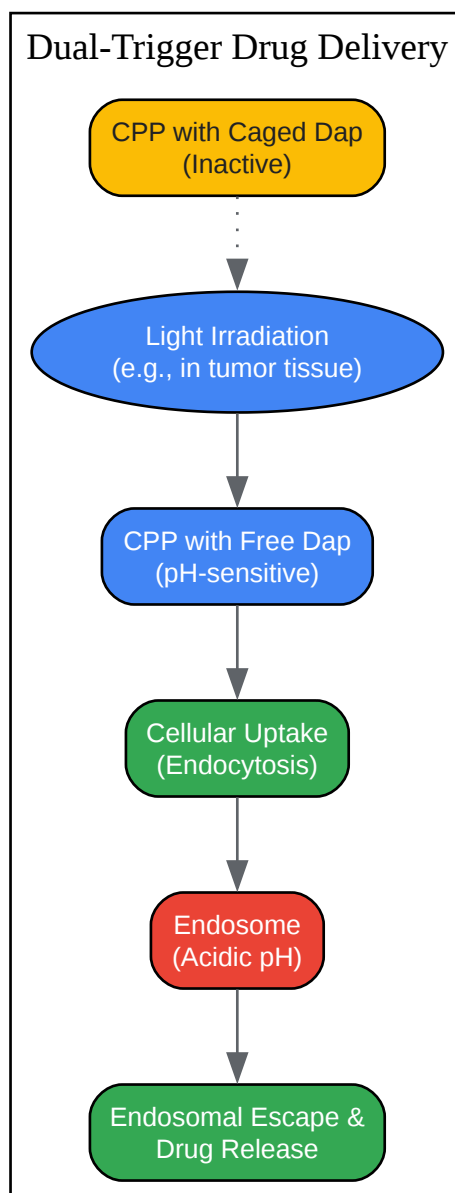 Dual-Trigger Drug Delivery
CPP with Caged Dap
(Inactive)
Light Irradiation
(e.g., in tumor tissue)
CPP with Free Dap
(pH-sensitive)
Cellular Uptake
(Endocytosis)
Endosome
(Acidic pH)
Endosomal Escape &
Drug Release